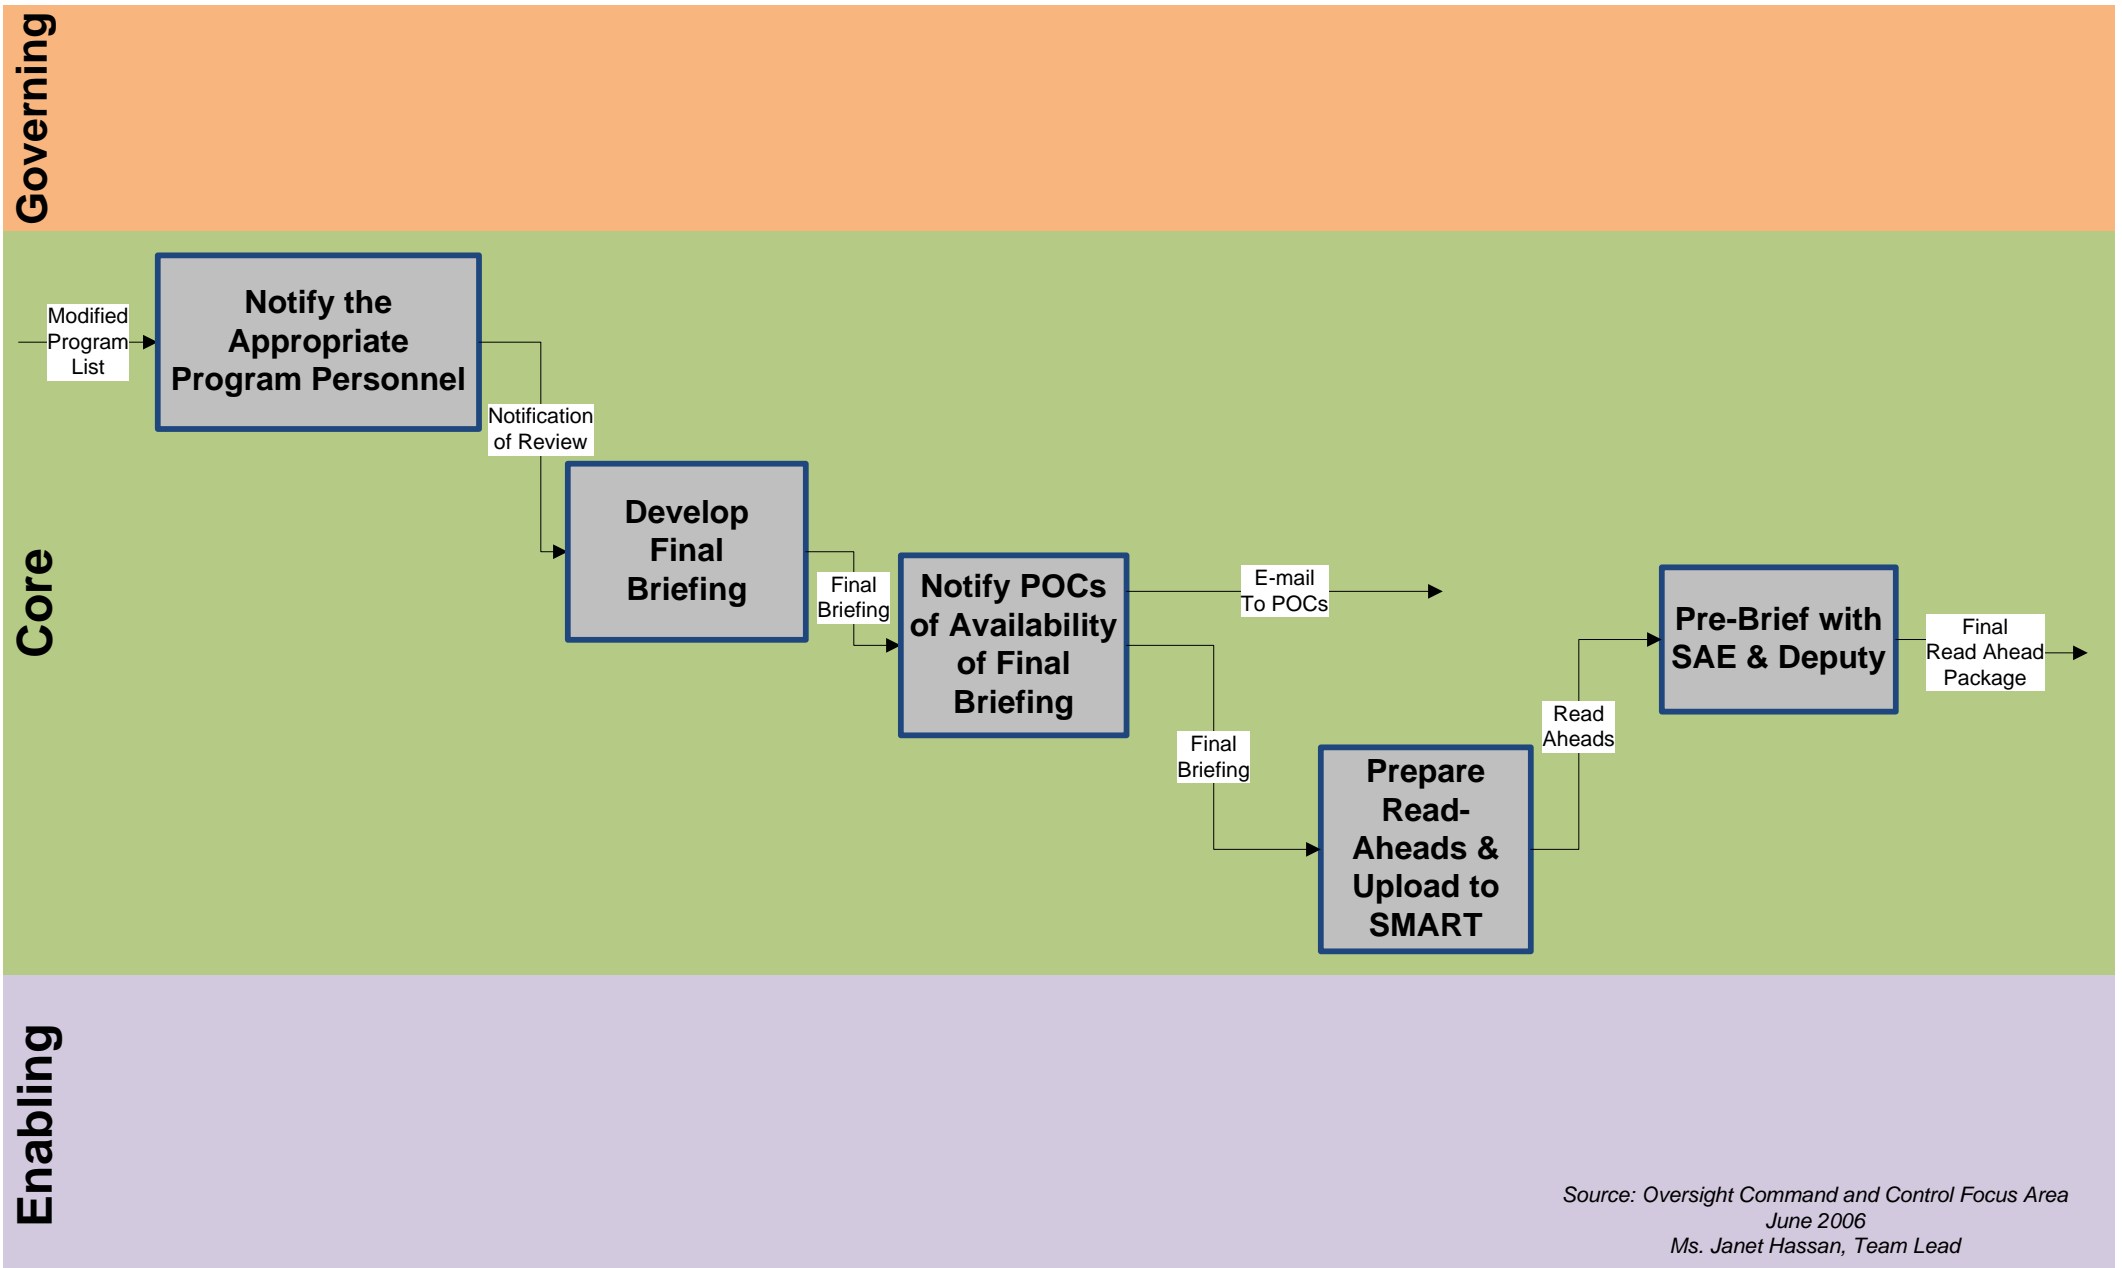 Governing
Modified
Program
List
Notify the
Appropriate
Program Personnel
Notification
of Review
Core
Develop
Final
Briefing
Final
Briefing
Notify POCs
of Availability
of Final
Briefing
E-mail
To POCs
Final
Briefing
Prepare
Read-
Aheads &
Upload to
SMART
Read
Aheads
Pre-Brief with
SAE & Deputy
Final
Read Ahead
Package
Enabling
Source: Oversight Command and Control Focus Area
June 2006
Ms. Janet Hassan, Team Lead